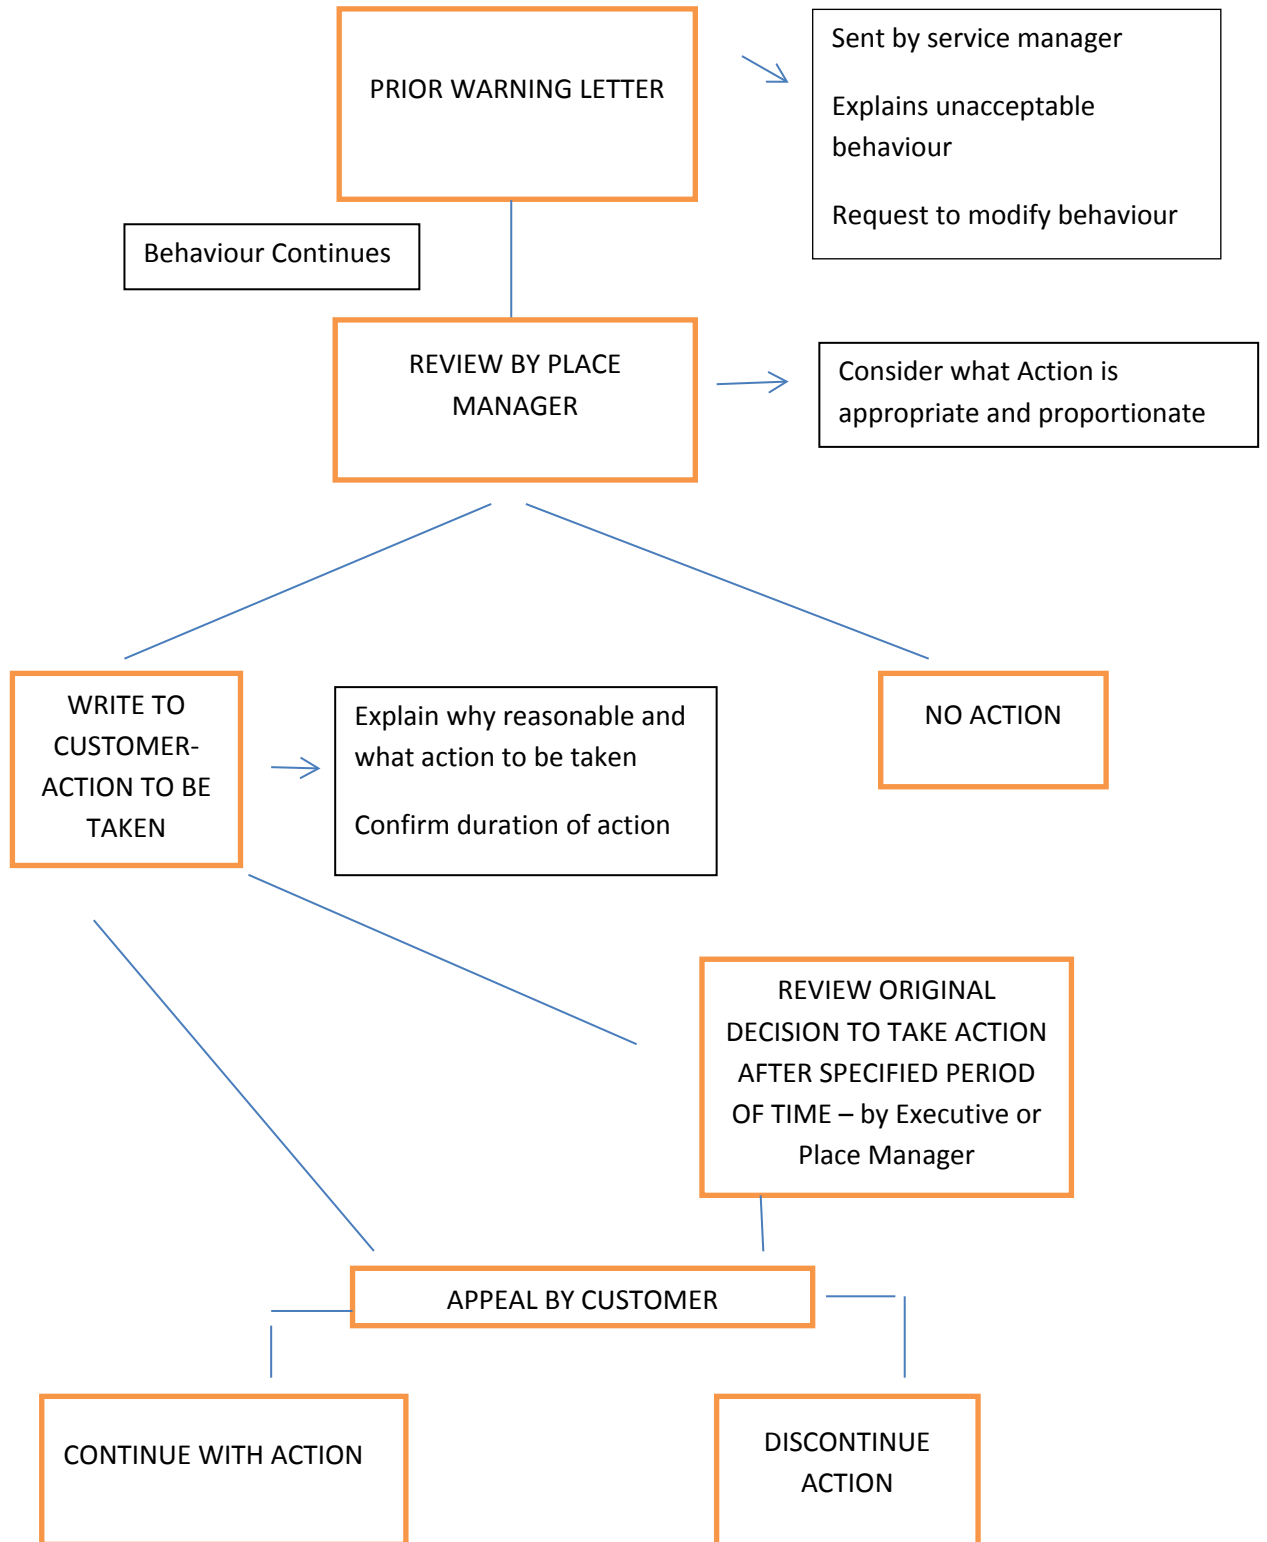 PRIOR WARNING LETTER
Sent by service manager
Explains unacceptable
behaviour
Request to modify behaviour
Behaviour Continues
REVIEW BY PLACE
MANAGER
Consider what Action is
appropriate and proportionate
WRITE TO
CUSTOMER-
ACTION TO BE
TAKEN
Explain why reasonable and
what action to be taken
Confirm duration of action
NO ACTION
REVIEW ORIGINAL
DECISION TO TAKE ACTION
AFTER SPECIFIED PERIOD
OF TIME – by Executive or
Place Manager
APPEAL BY CUSTOMER
CONTINUE WITH ACTION
DISCONTINUE
ACTION